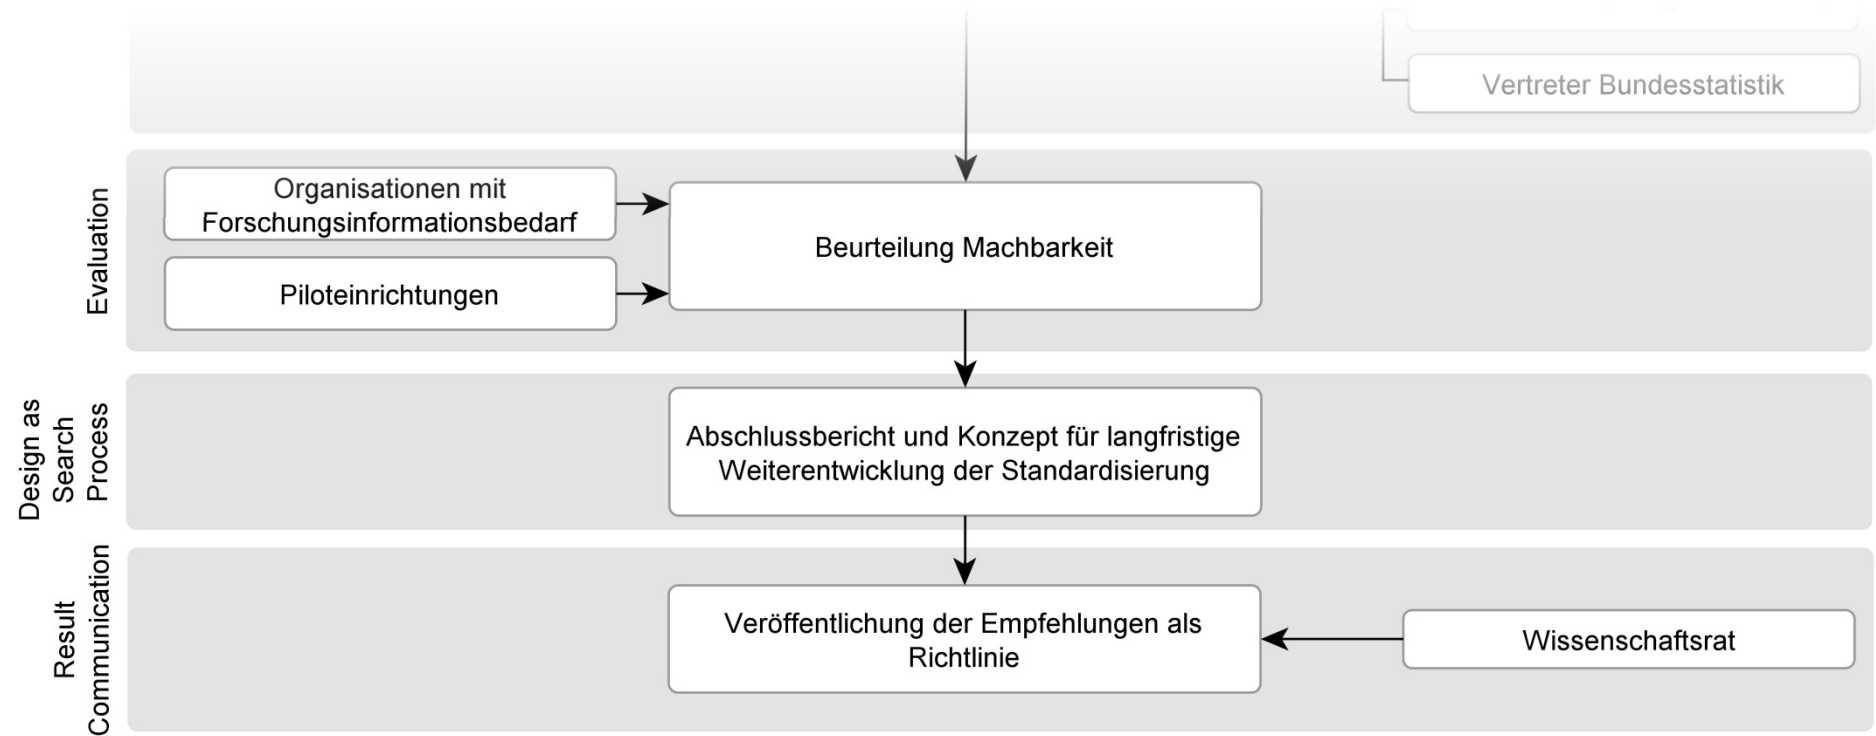 Vertreter Bundesstatistik
Evaluation
Organisationen mit
Forschungsinformationsbedarf
Piloteinrichtungen
Beurteilung Machbarkeit
Design as
Search
Process
Abschlussbericht und Konzept für langfristige
Weiterentwicklung der Standardisierung
Result
Communication
Veröffentlichung der Empfehlungen als
Richtlinie
Wissenschaftsrat